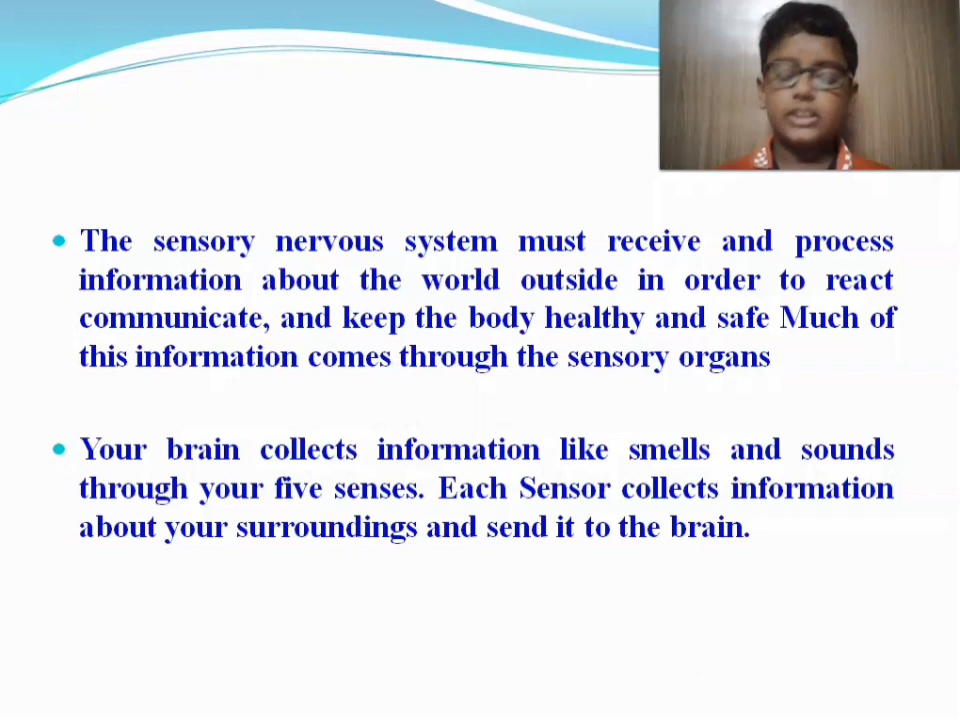 The sensory nervous system must receive and process
information about the world outside in order to react
communicate, and keep the body healthy and safe Much of
this information comes through the sensory organs
Your brain collects information like smells and sounds
through your five senses. Each Sensor collects information
about your surroundings and send it to the brain.